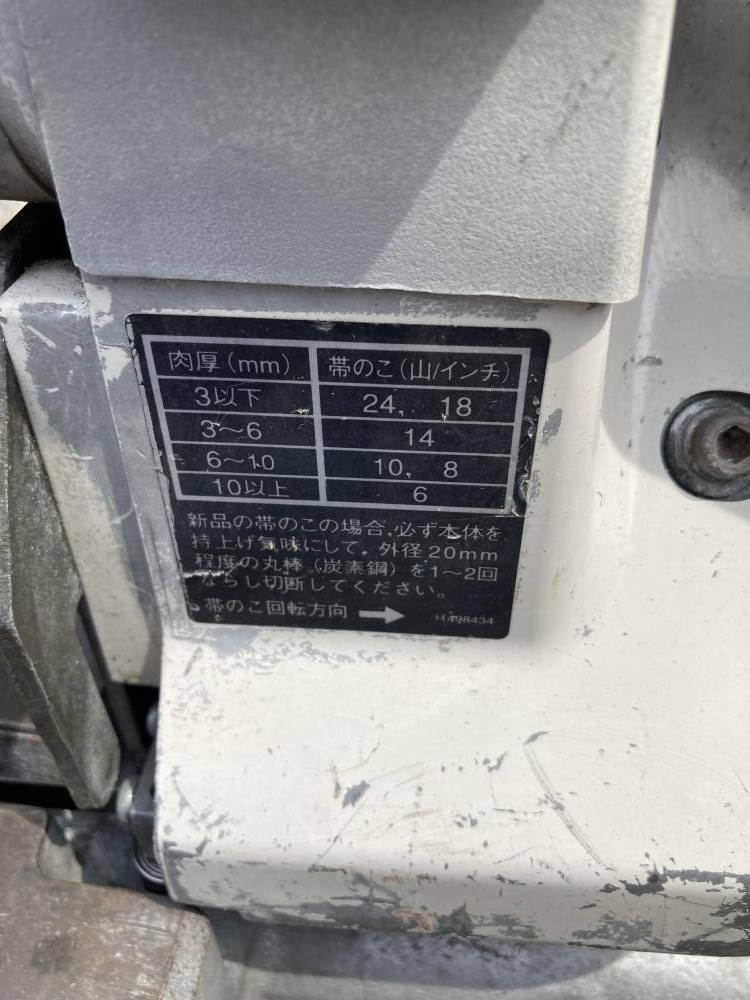 肉厚(mm) 帯のこ(山/インチ)
3以下 24, 18
3～6 14
6～10 10, 8
10以上 6
新品の帯のこの場合,必ず本体を
持上げ気味にして,外径20mm
程度の丸棒(炭素鋼)を1～2回
ならし切断してください。
帯のこ回転方向 →
H498434